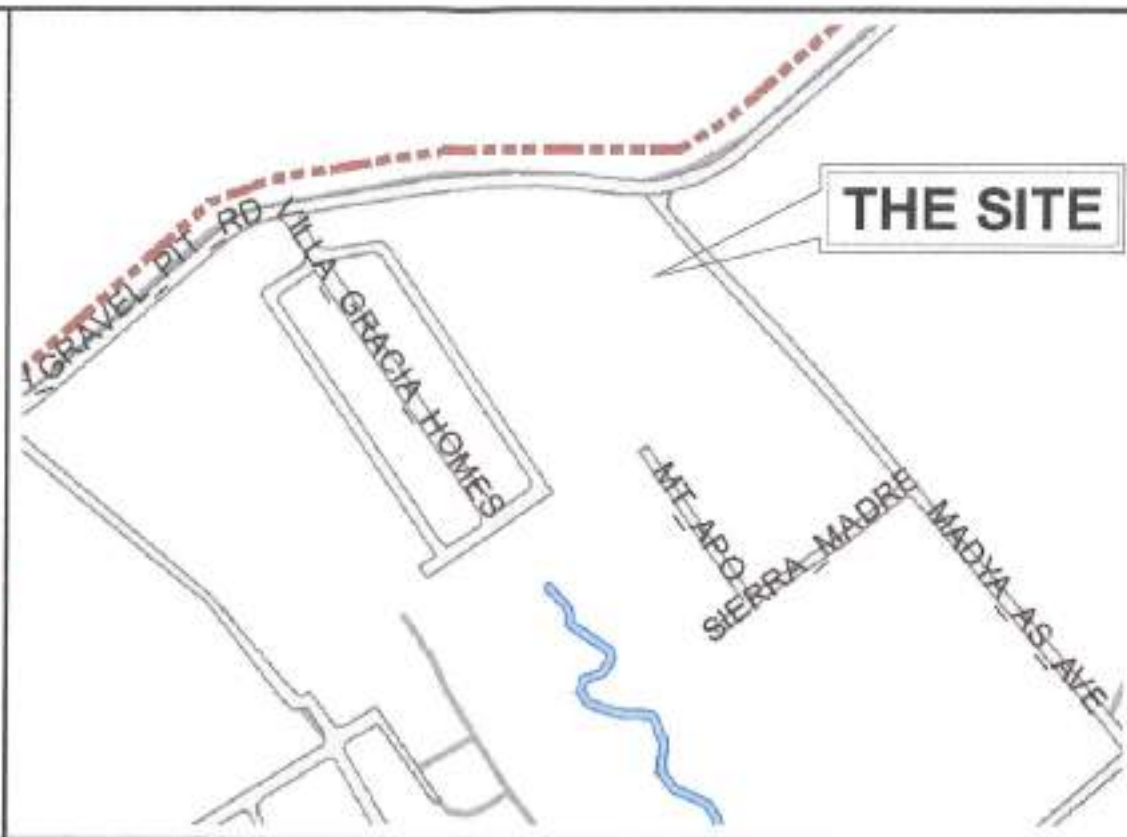 THE SITE
GRAVEL_PIT_RD
VILLA_GRACIA_HOMES
MT_APO
SIERRA_MADRE
MADYA_AS_AVE